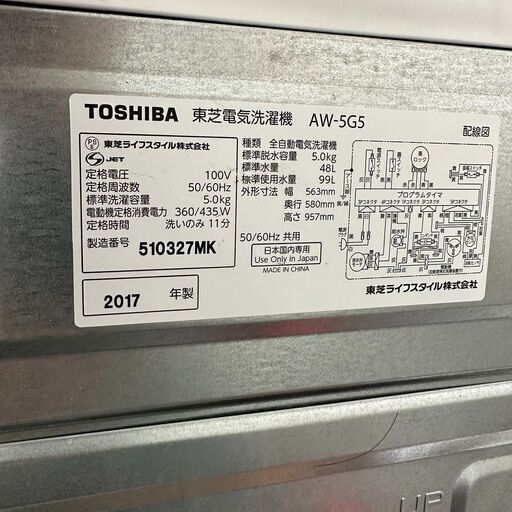 TOSHIBA 東芝電気洗濯機 AW-5G5 配線図
PS E 東芝ライフスタイル株式会社
S JET
定格電圧 100V
定格周波数 50/60Hz
標準洗濯容量 5.0kg
電動機定格消費電力 360/435W
定格時間 洗いのみ 11分
製造番号 510327MK
2017 年製
種類 全自動電気洗濯機
標準脱水容量 5.0kg
標準水量 48L
標準使用水量 99L
外形寸法 幅 563mm
奥行 580mm
高さ 957mm
50/60Hz 共用
日本国内専用
Use Only in Japan
MADE IN CHINA
プログラムタイマ
東芝ライフスタイル株式会社
UP